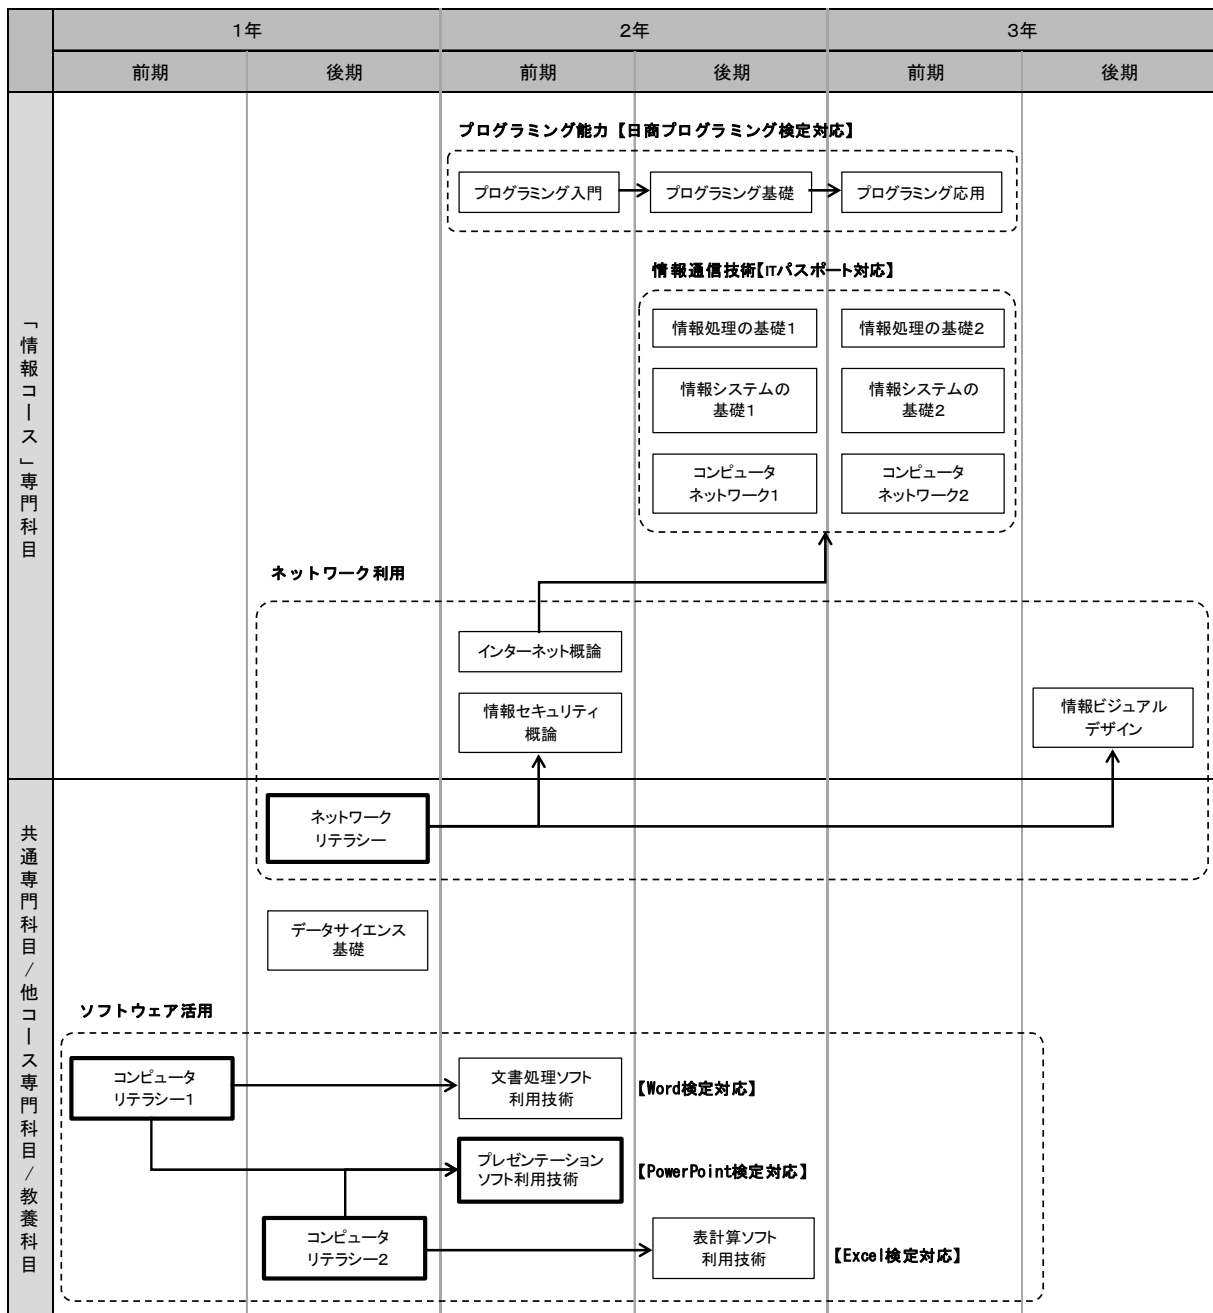 1年
2年
3年
前期
後期
前期
後期
前期
後期
「情報コース」専門科目
プログラミング能力【日商プログラミング検定対応】
プログラミング入門
プログラミング基礎
プログラミング応用
情報通信技術【ITパスポート対応】
情報処理の基礎1
情報処理の基礎2
情報システムの
基礎1
情報システムの
基礎2
コンピュータ
ネットワーク1
コンピュータ
ネットワーク2
ネットワーク利用
インターネット概論
情報セキュリティ
概論
情報ビジュアル
デザイン
共通専門科目/他コース専門科目/教養科目
ネットワーク
リテラシー
データサイエンス
基礎
ソフトウェア活用
コンピュータ
リテラシー1
文書処理ソフト
利用技術
【Word検定対応】
プレゼンテーション
ソフト利用技術
【PowerPoint検定対応】
コンピュータ
リテラシー2
表計算ソフト
利用技術
【Excel検定対応】